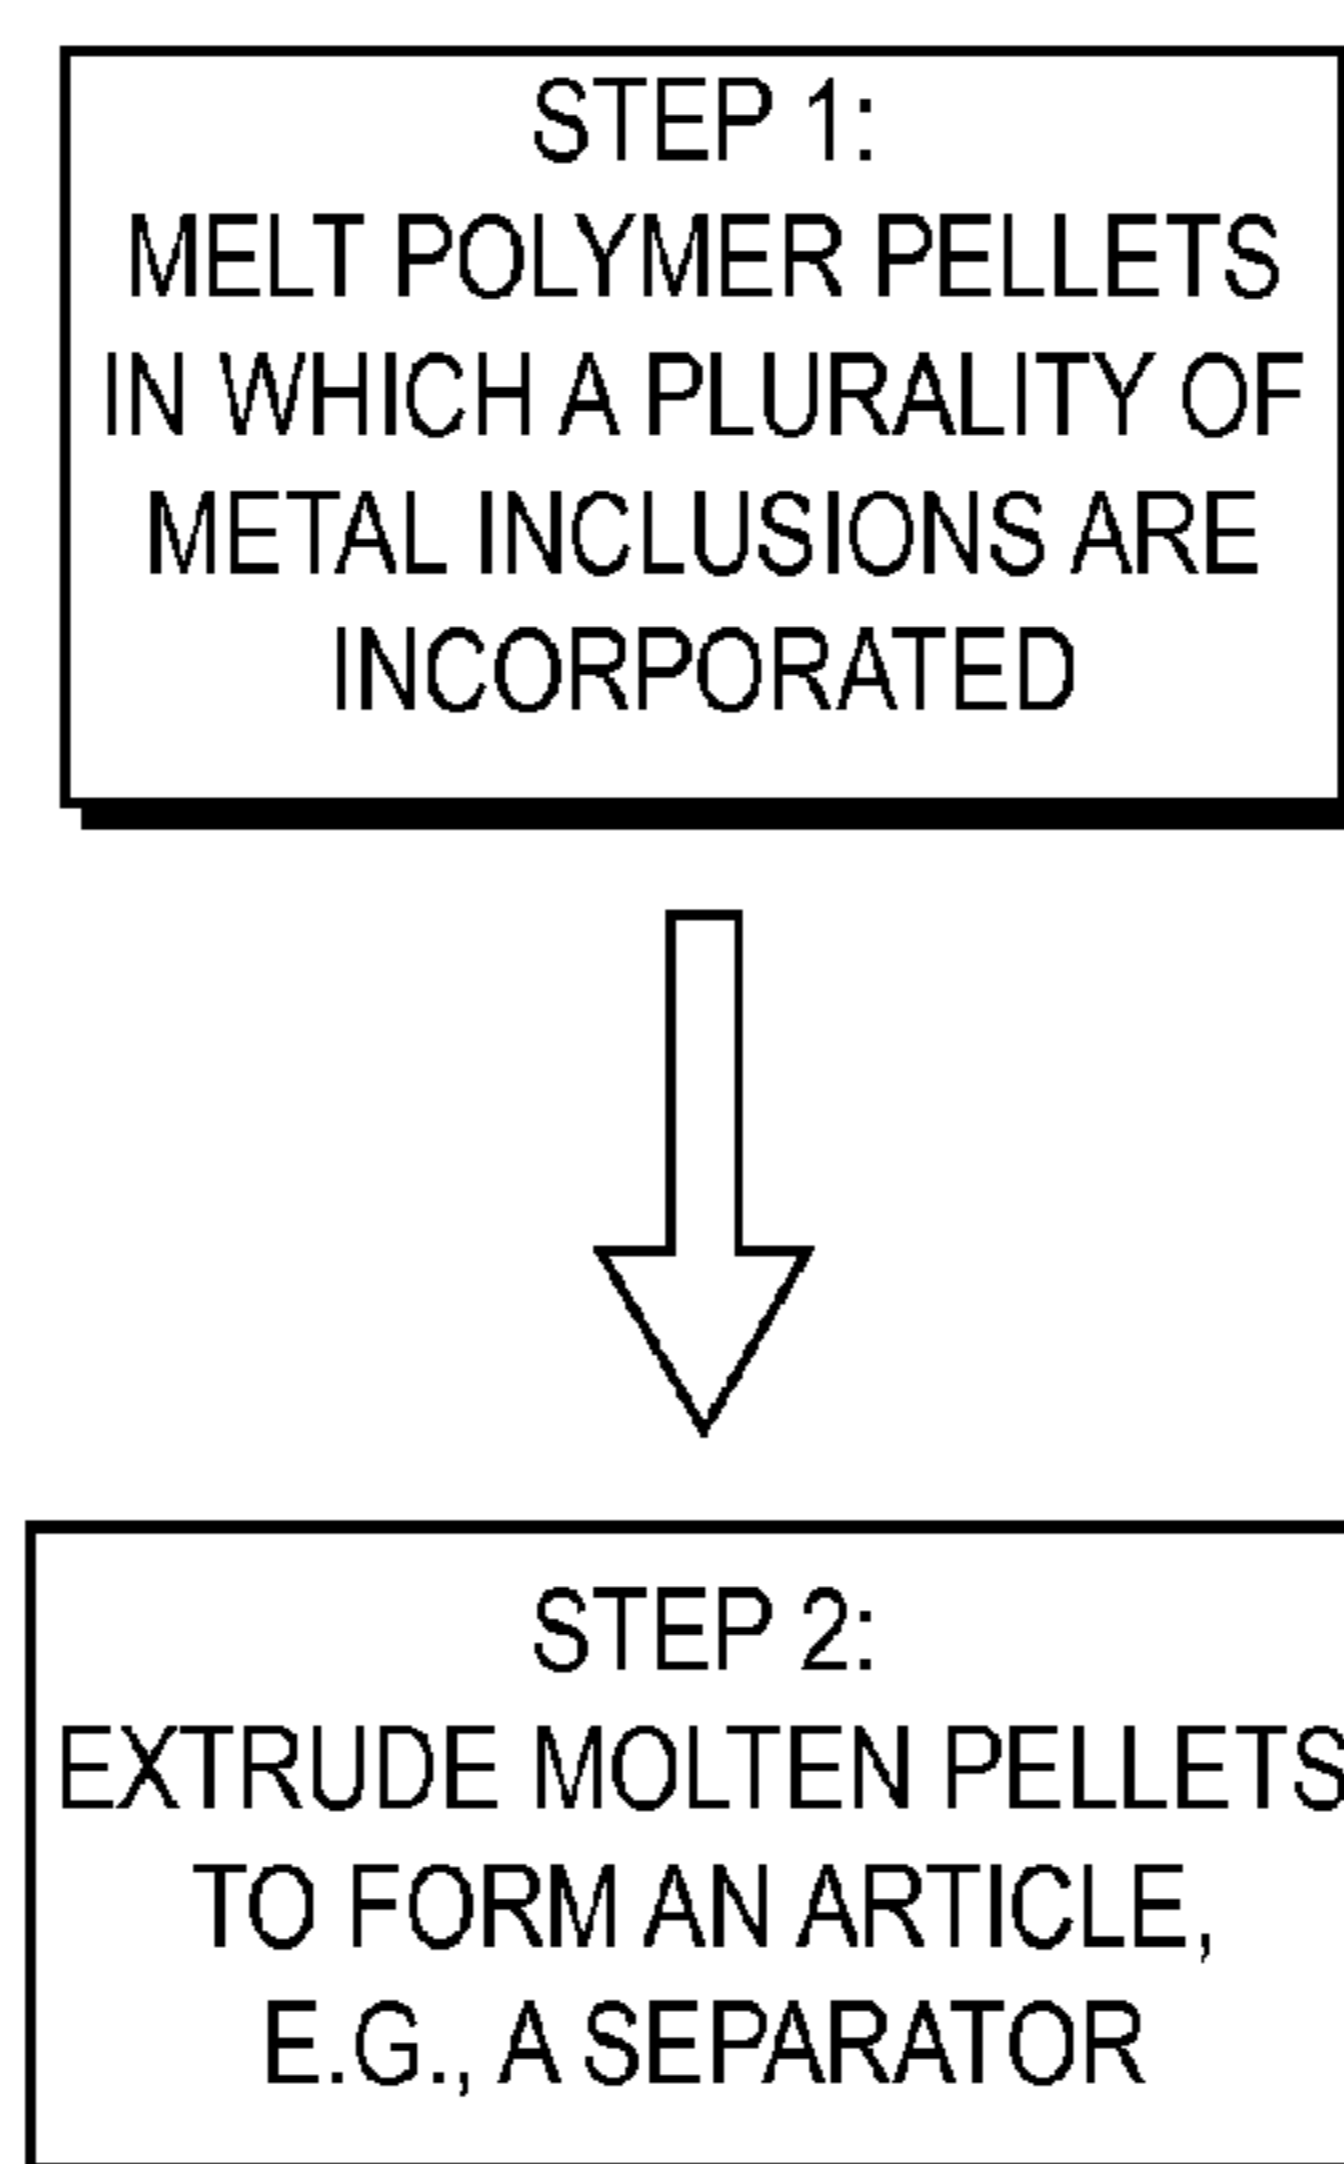 STEP 1:
MELT POLYMER PELLETS
IN WHICH A PLURALITY OF
METAL INCLUSIONS ARE
INCORPORATED
STEP 2:
EXTRUDE MOLTEN PELLETS
TO FORM AN ARTICLE,
E.G., A SEPARATOR